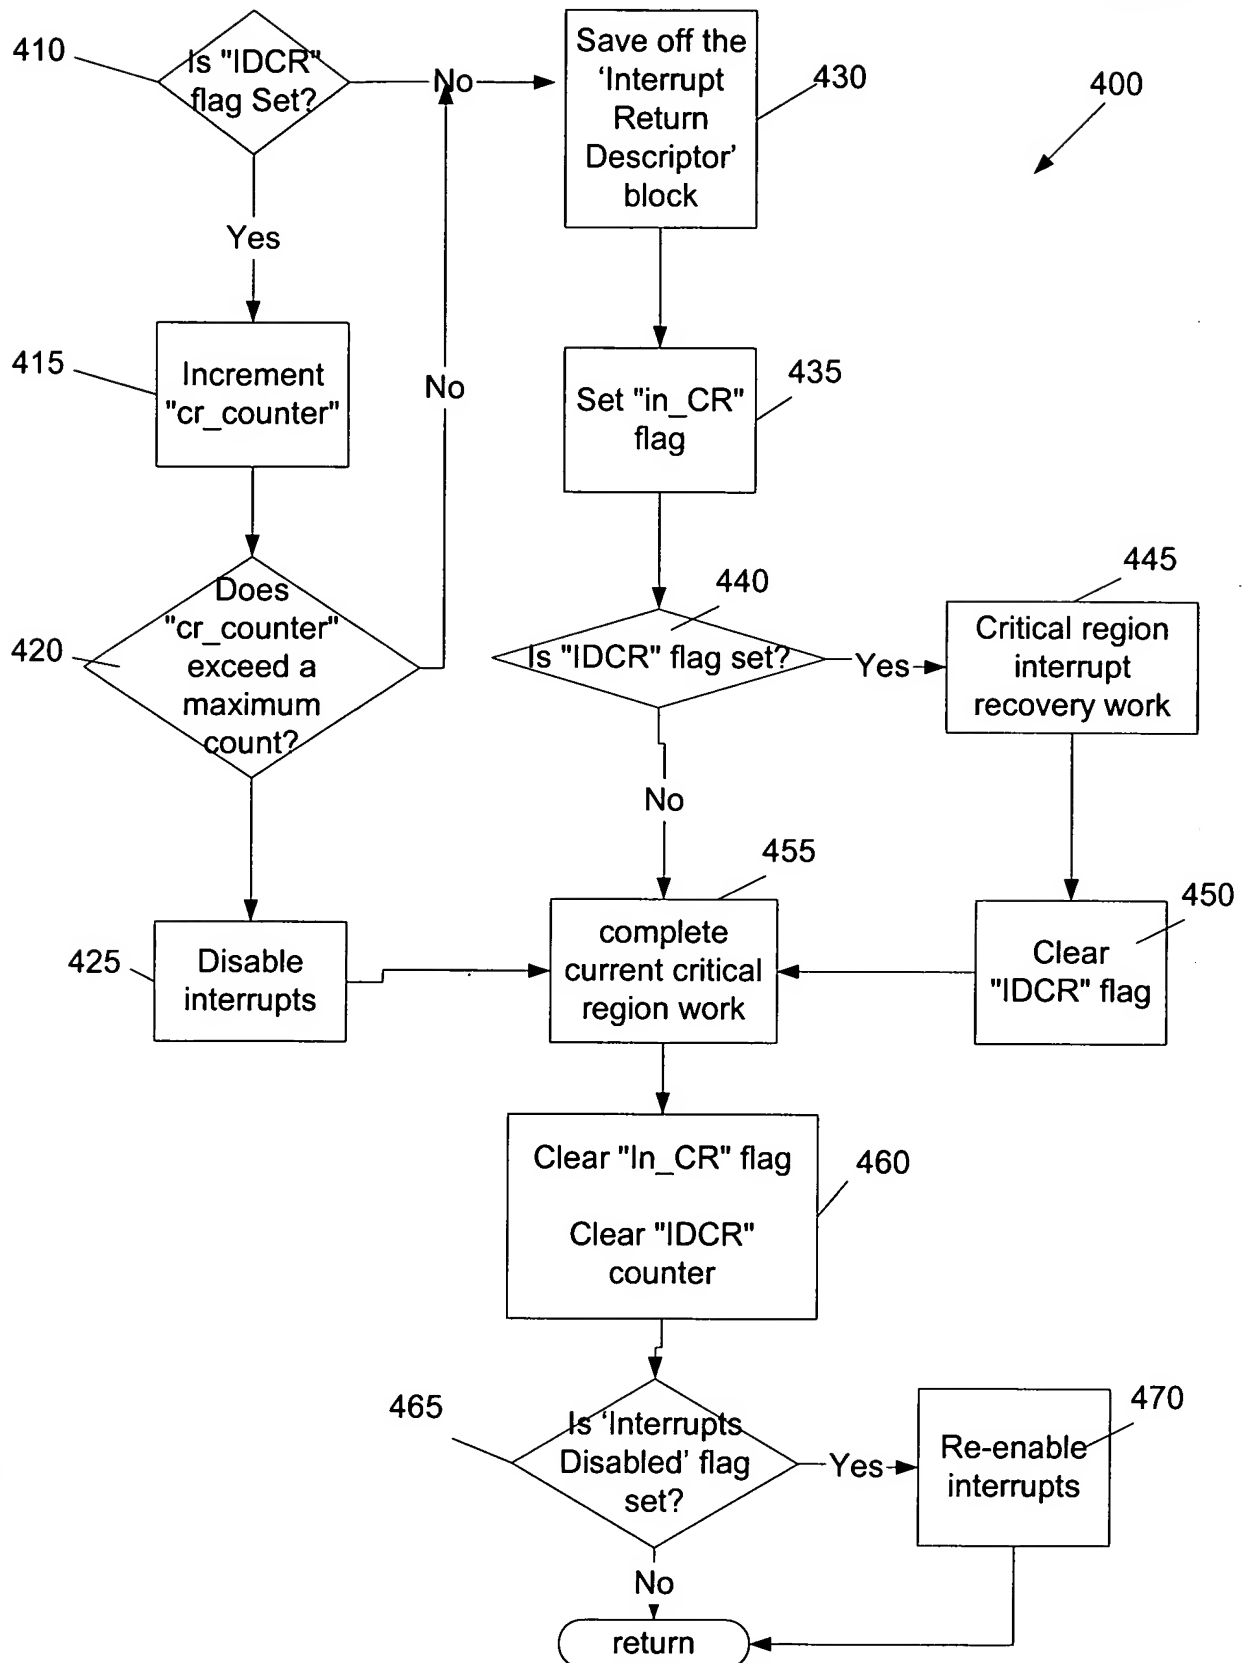 410
Is "IDCR"
flag Set?
No
Save off the
'Interrupt
Return
Descriptor'
block
430
400
Yes
415
Increment
"cr_counter"
No
Set "in_CR"
flag
435
420
Does
"cr_counter"
exceed a
maximum
count?
440
Is "IDCR" flag set?
Yes
445
Critical region
interrupt
recovery work
No
425
Disable
interrupts
455
complete
current critical
region work
450
Clear
"IDCR" flag
Clear "In_CR" flag
Clear "IDCR"
counter
460
465
Is 'Interrupts
Disabled' flag
set?
Yes
470
Re-enable
interrupts
No
return